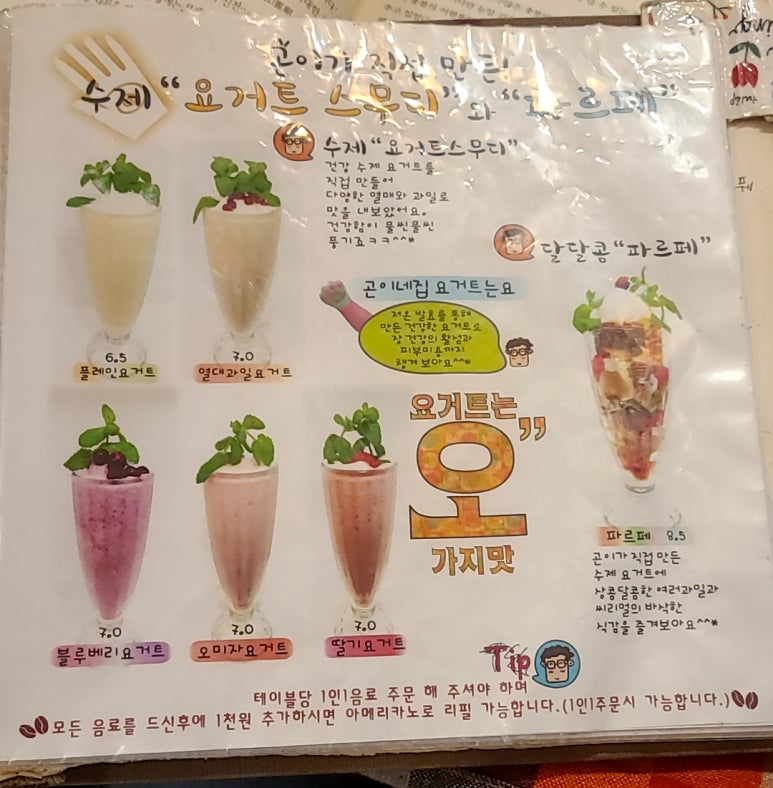 곤이가 직접 만든!
수제 "요거트 스무디"와 "파르페"
수제 "요거트스무디"
건강 수제 요거트를
직접 만들어
다양한 열매와 과일로
맛을 내보았어요.
건강함이 물씬물씬
풍기죠ㅋㅋ^^*
달달콤 "파르페"
곤이네집 요거트는요
젖은 발효를 통해
만든 건강한 요거트로
장 건강의 활성과
피부미용까지
챙겨 보아요^^*
6.5
플레인요거트
7.0
열대과일요거트
요거트는
오"
가지맛
파르페 8.5
곤이가 직접 만든
수제 요거트에
상콤달콤한 여러과일과
씨리얼의 바삭한
식감을 즐겨보아요^^*
7.0
블루베리요거트
7.0
오미자요거트
7.0
딸기요거트
Tip
테이블당 1인1음료 주문 해 주셔야 하며
모든 음료를 드신후에 1천원 추가하시면 아메리카노로 리필 가능합니다.(1인1주문시 가능합니다.)